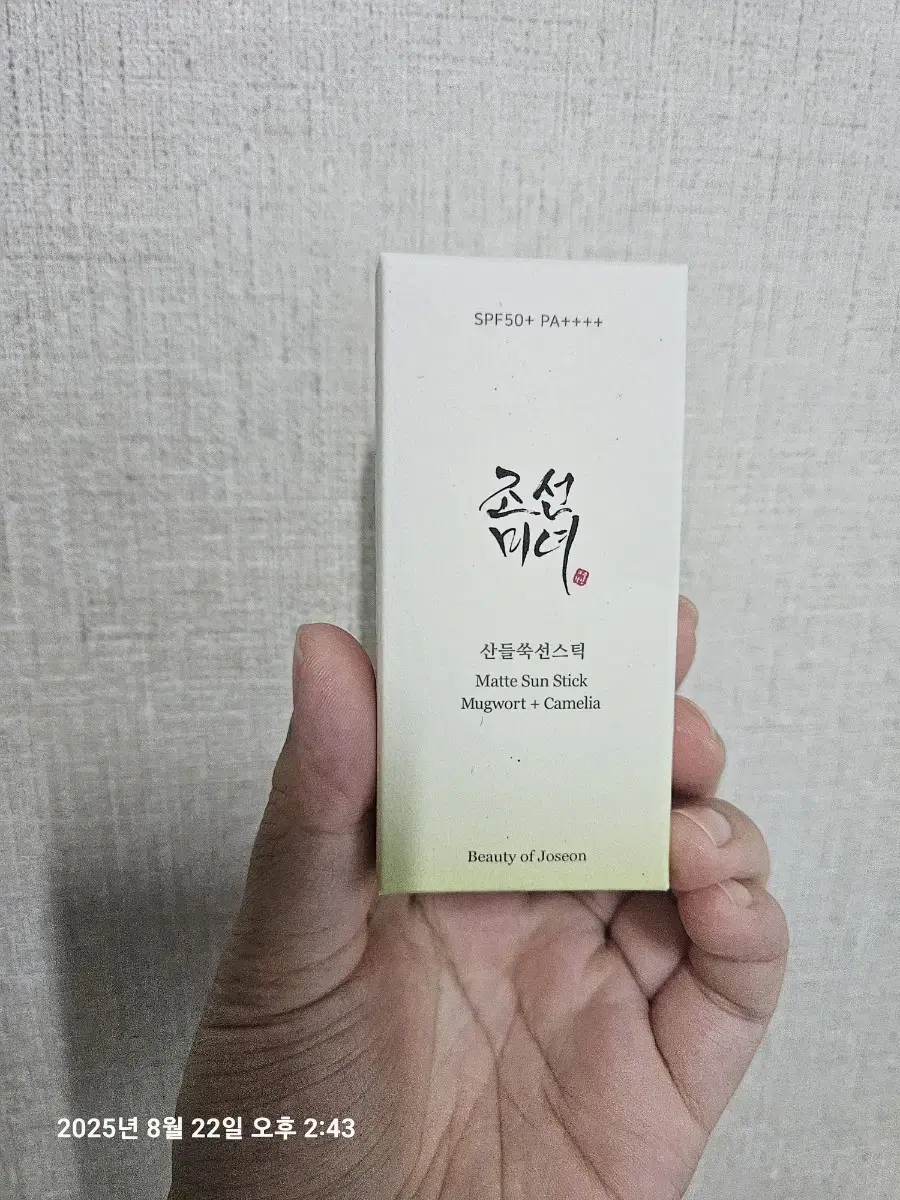 SPF50+ PA++++
조선
미녀
산들쑥선스틱
Matte Sun Stick
Mugwort + Camelia
Beauty of Joseon
2025년 8월 22일 오후 2:43